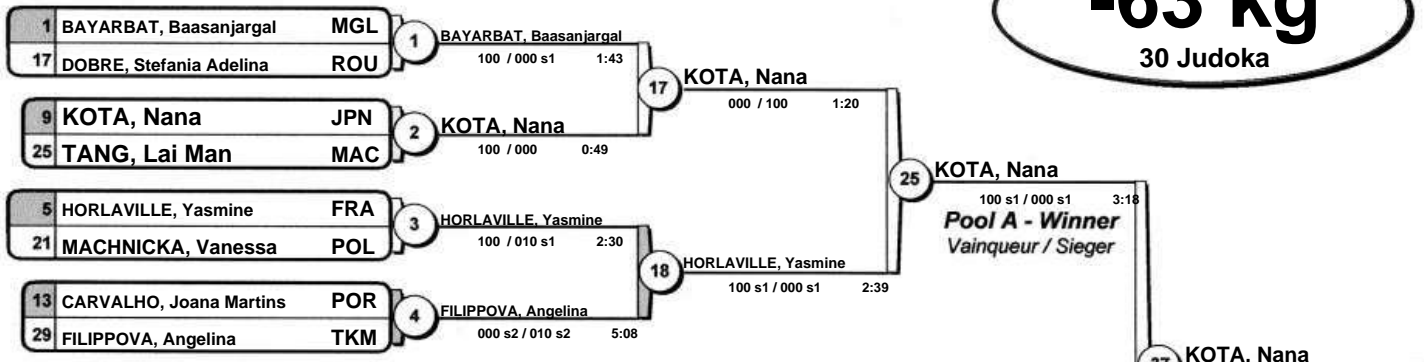 -63 kg
30 Judoka
1 BAYARBAT, Baasanjargal MGL
17 DOBRE, Stefania Adelina ROU
1
BAYARBAT, Baasanjargal
100 / 000 s1 1:43
9 KOTA, Nana JPN
25 TANG, Lai Man MAC
2
KOTA, Nana
100 / 000 0:49
17
KOTA, Nana
000 / 100 1:20
5 HORLAVILLE, Yasmine FRA
21 MACHNICKA, Vanessa POL
3
HORLAVILLE, Yasmine
100 / 010 s1 2:30
13 CARVALHO, Joana Martins POR
29 FILIPPOVA, Angelina TKM
4
FILIPPOVA, Angelina
000 s2 / 010 s2 5:08
18
HORLAVILLE, Yasmine
100 s1 / 000 s1 2:39
25
KOTA, Nana
100 s1 / 000 s1 3:18
Pool A - Winner
Vainqueur / Sieger
KOTA, Nana